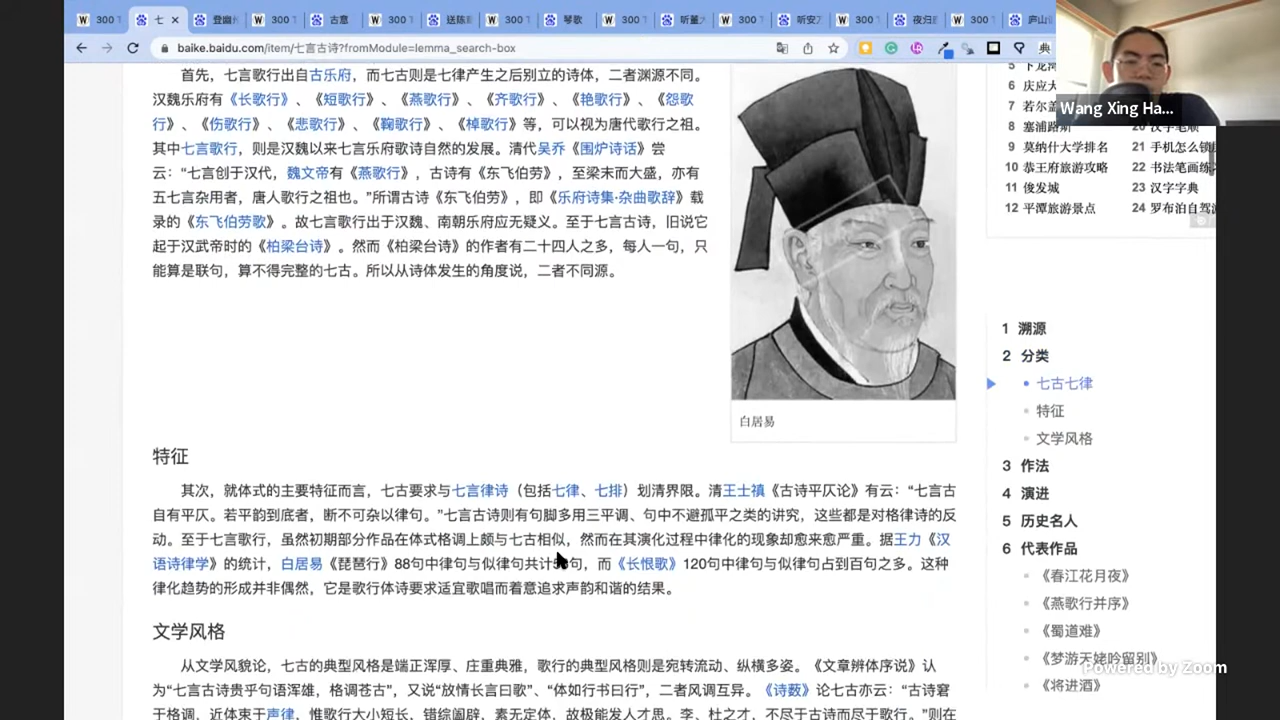 300 T
七
登幽州
300 T
古意
300 T
送陈章
300 T
琴歌
300 T
听董大
300 T
听安万
300 T
夜归鹿
300 T
庐山谣
baike.baidu.com/item/七言古诗?fromModule=lemma_search-box
Wang Xing Ha...
首先，七言歌行出自古乐府，而七古则是七律产生之后别立的诗体，二者渊源不同。
汉魏乐府有《长歌行》、《短歌行》、《燕歌行》、《齐歌行》、《艳歌行》、《怨歌
行》、《伤歌行》、《悲歌行》、《鞠歌行》、《棹歌行》等，可以视为唐代歌行之祖。
其中七言歌行，则是汉魏以来七言乐府歌诗自然的发展。清代吴乔《围炉诗话》尝
云：“七言创于汉代，魏文帝有《燕歌行》，古诗有《东飞伯劳》，至梁末而大盛，亦有
五七言杂用者，唐人歌行之祖也。”所谓古诗《东飞伯劳》，即《乐府诗集·杂曲歌辞》载
录的《东飞伯劳歌》。故七言歌行出于汉魏、南朝乐府应无疑义。至于七言古诗，旧说它
起于汉武帝时的《柏梁台诗》。然而《柏梁台诗》的作者有二十四人之多，每人一句，只
能算是联句，算不得完整的七古。所以从诗体发生的角度说，二者不同源。
白居易
特征
其次，就体式的主要特征而言，七古要求与七言律诗（包括七律、七排）划清界限。清王士禛《古诗平仄论》有云：“七言古
自有平仄。若平韵到底者，断不可杂以律句。”七言古诗则有句脚多用三平调、句中不避孤平之类的讲究，这些都是对格律诗的反
动。至于七言歌行，虽然初期部分作品在体式格调上颇与七古相似，然而在其演化过程中律化的现象却愈来愈严重。据王力《汉
语诗律学》的统计，白居易《琵琶行》88句中律句与似律句共计句，而《长恨歌》120句中律句与似律句占到百句之多。这种
律化趋势的形成并非偶然，它是歌行体诗要求适宜歌唱而着意追求声韵和谐的结果。
文学风格
从文学风貌论，七古的典型风格是端正浑厚、庄重典雅，歌行的典型风格则是宛转流动、纵横多姿。《文章辨体序说》认
为“七言古诗贵乎句语浑雄，格调苍古”，又说“放情长言曰歌”、“体如行书曰行”，二者风调互异。《诗薮》论七古亦云：“古诗窘
于格调，近体束于声律，惟歌行大小短长，错综阖辟，素无定体，故极能发人才思。李、杜之才，不尽于古诗而尽于歌行。”则在
5
6 庆应大
7 若尔盖
8 塞浦路斯
9 莫纳什大学排名
10 恭王府旅游攻略
11 俊发城
12 平潭旅游景点
20 汉字笔顺
21 手机怎么锁
22 书法笔画练
23 汉字字典
24 罗布泊自驾
1 溯源
2 分类
七古七律
特征
文学风格
3 作法
4 演进
5 历史名人
6 代表作品
《春江花月夜》
《燕歌行并序》
《蜀道难》
《梦游天姥吟留别》
《将进酒》
Powered by Zoom